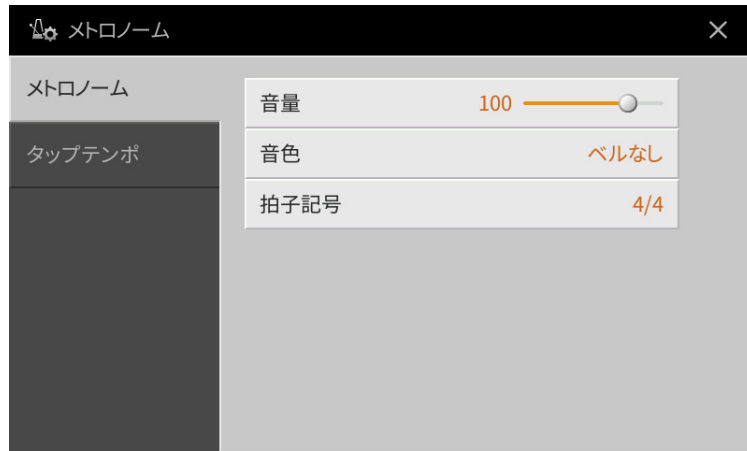 メトロノーム
メトロノーム
タップテンポ
音量 100
音色 ベルなし
拍子記号 4/4